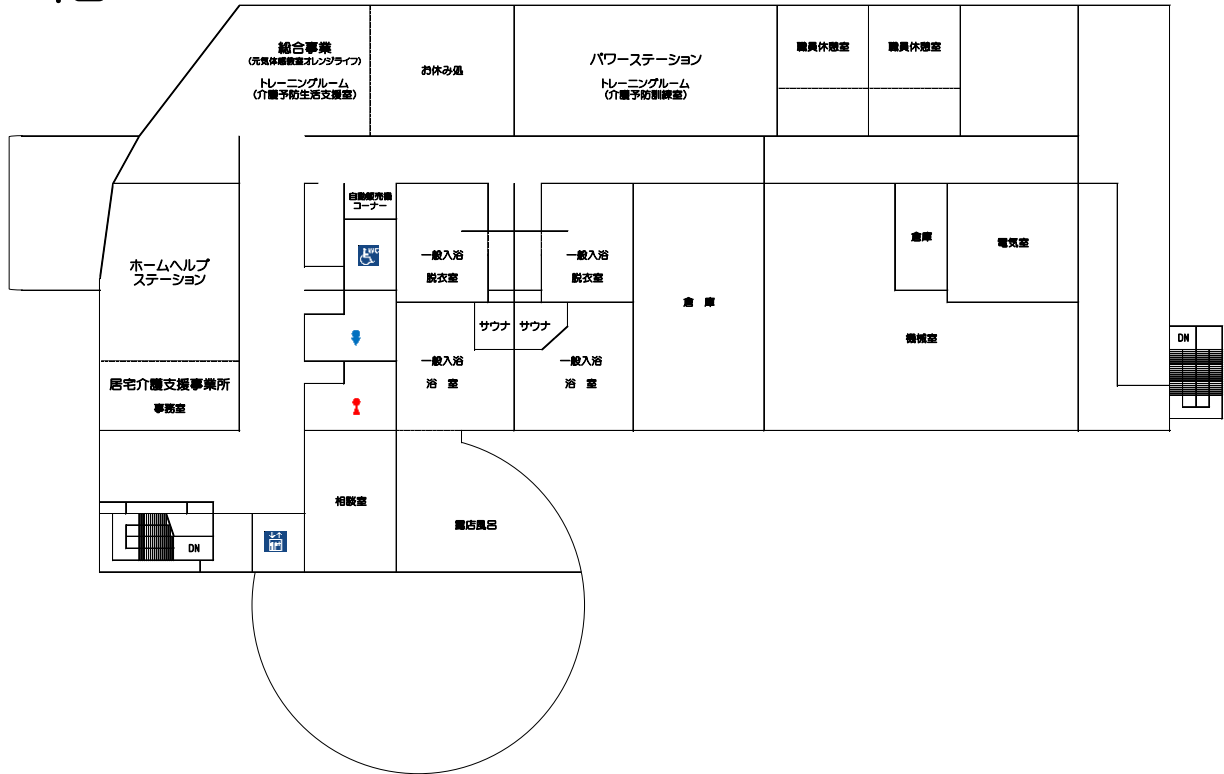 総合事業
(元気体感教室オレンジライフ)
トレーニングルーム
(介護予防生活支援室)
お休み処
パワーステーション
トレーニングルーム
(介護予防訓練室)
職員休憩室
職員休憩室
自動販売機
コーナー
WC
ホームヘルプ
ステーション
一般入浴
脱衣室
一般入浴
脱衣室
倉庫
電気室
倉 庫
機械室
サウナ
サウナ
一般入浴
浴 室
一般入浴
浴 室
DN
居宅介護支援事業所
事務室
相談室
露店風呂
DN